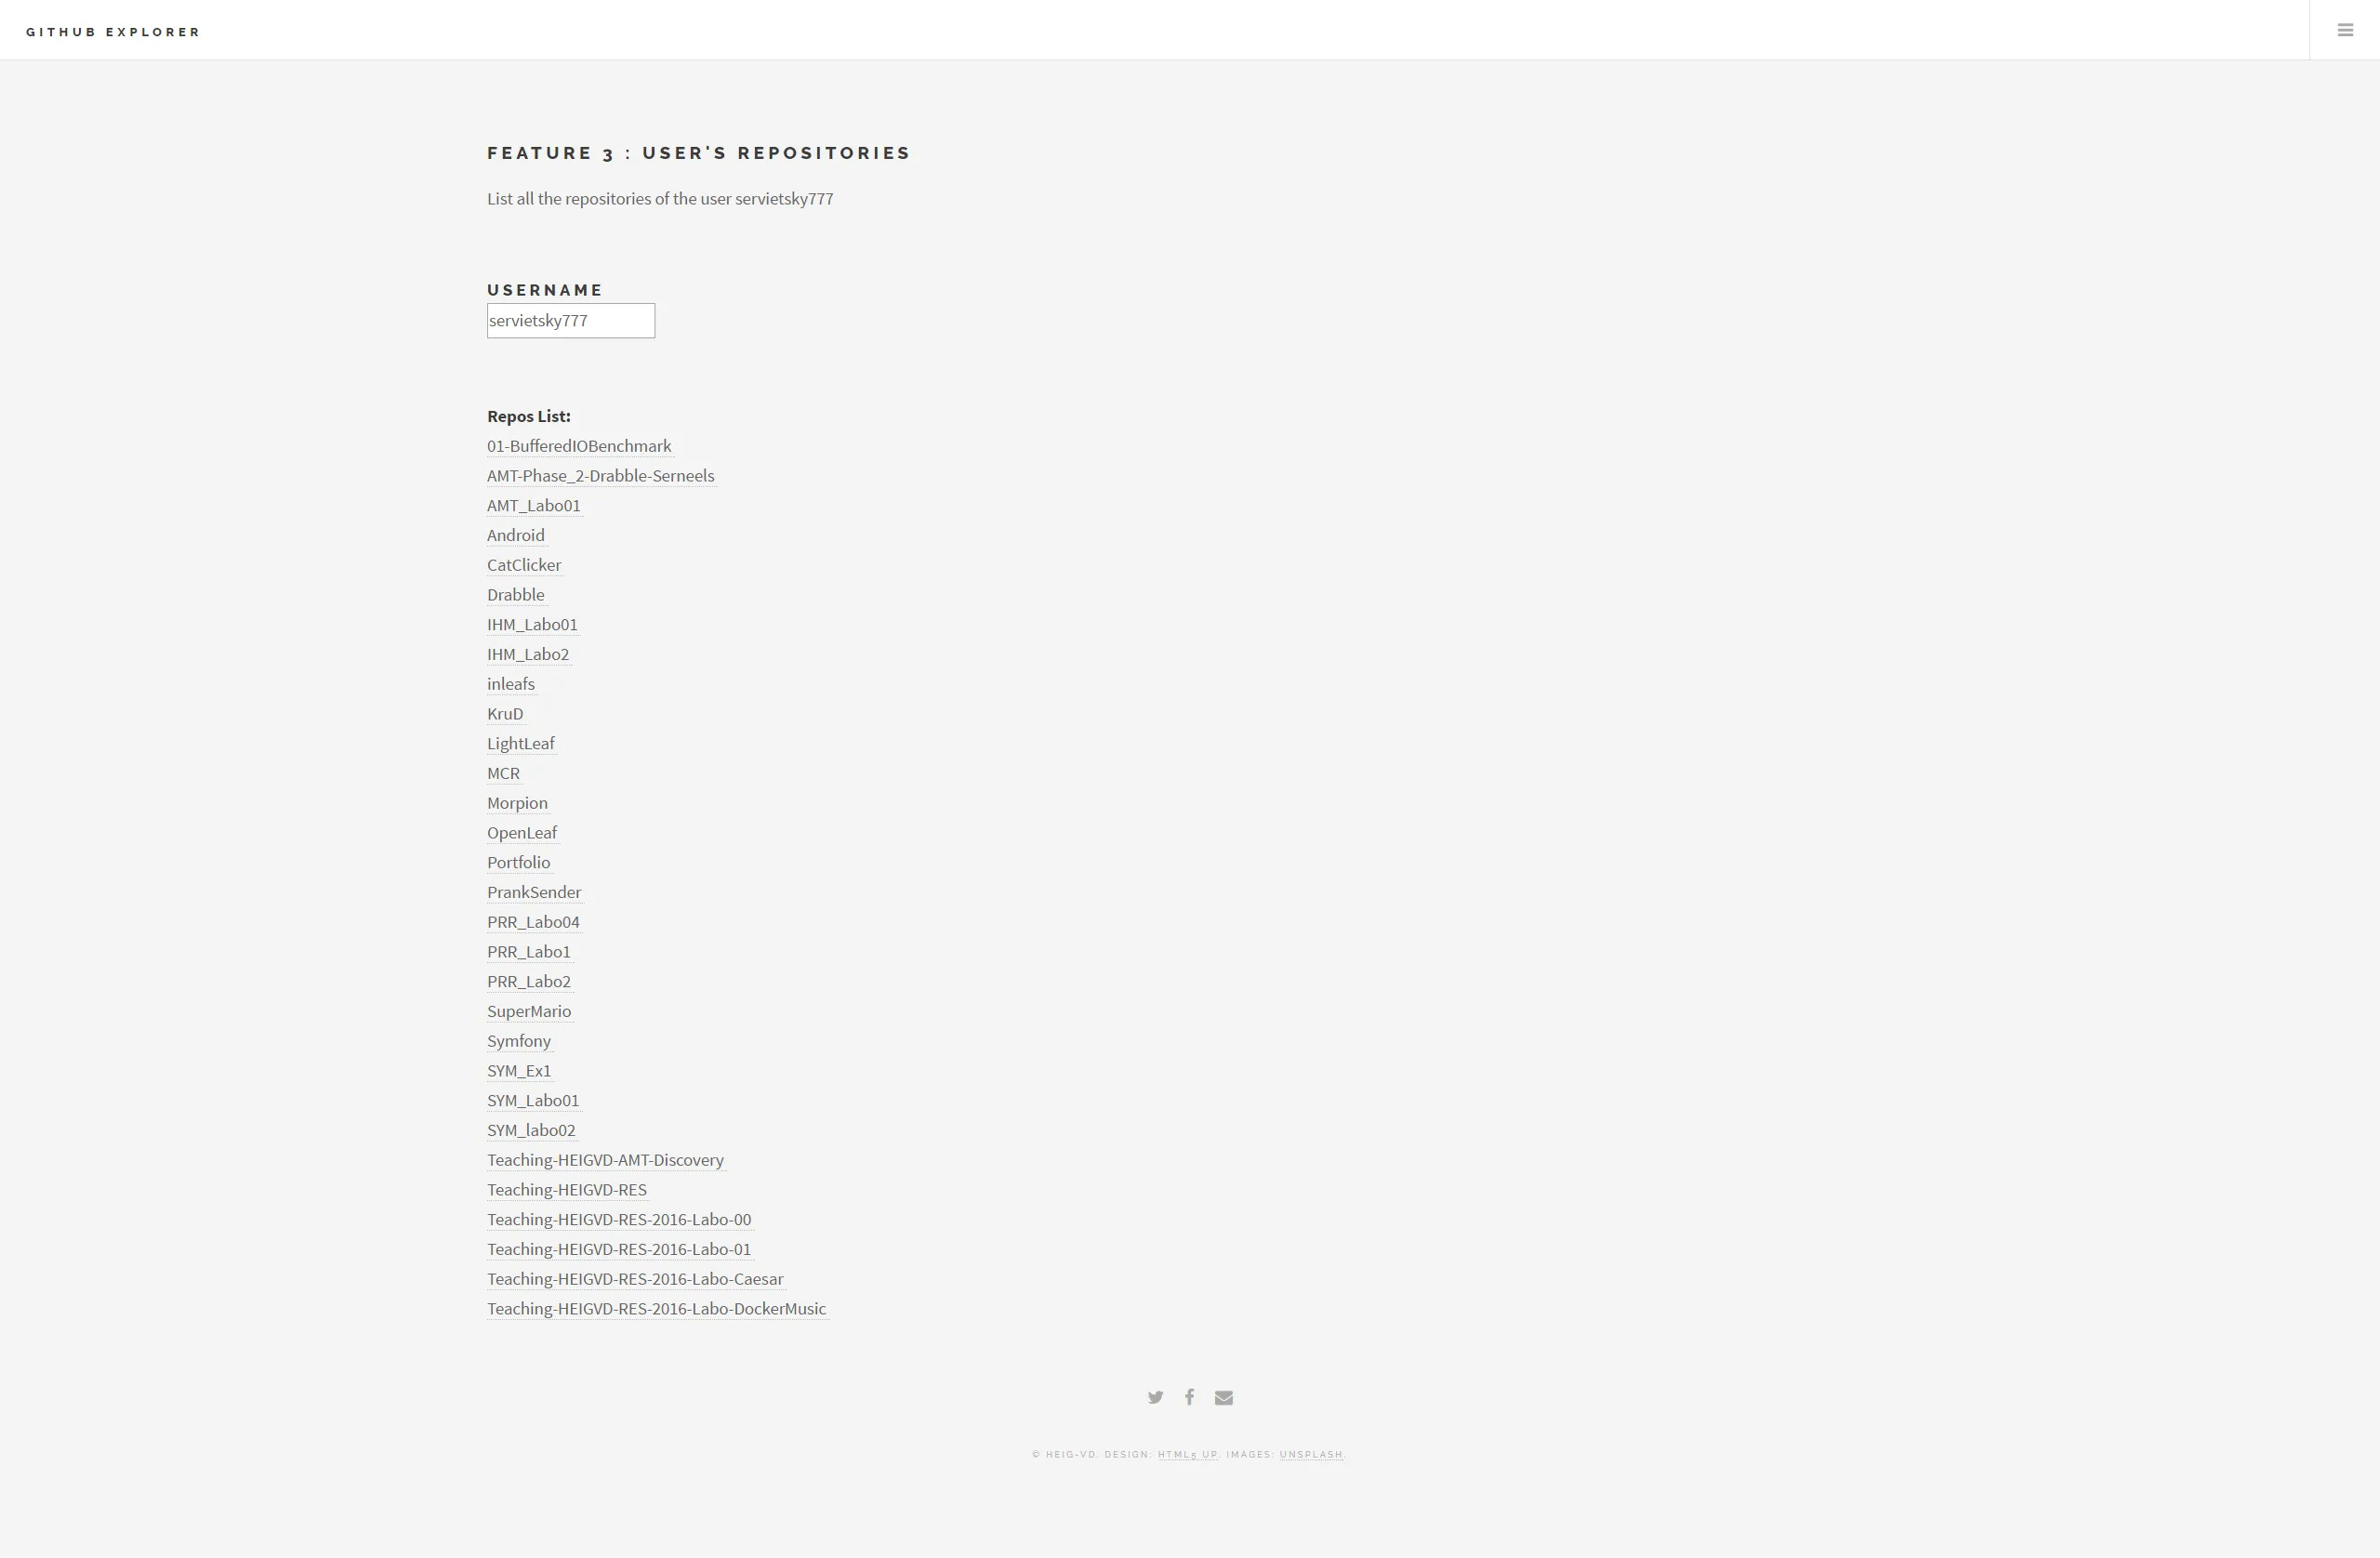 GITHUB EXPLORER
FEATURE 3 : USER'S REPOSITORIES
List all the repositories of the user servietsky777
USERNAME
servietsky777
Repos List:
01-BufferedIOBenchmark
AMT-Phase_2-Drabble-Serneels
AMT_Labo01
Android
CatClicker
Drabble
IHM_Labo01
IHM_Labo2
inleafs
KruD
LightLeaf
MCR
Morpion
OpenLeaf
Portfolio
PrankSender
PRR_Labo04
PRR_Labo1
PRR_Labo2
SuperMario
Symfony
SYM_Ex1
SYM_Labo01
SYM_labo02
Teaching-HEIGVD-AMT-Discovery
Teaching-HEIGVD-RES
Teaching-HEIGVD-RES-2016-Labo-00
Teaching-HEIGVD-RES-2016-Labo-01
Teaching-HEIGVD-RES-2016-Labo-Caesar
Teaching-HEIGVD-RES-2016-Labo-DockerMusic
© HEIG-VD. DESIGN: HTML5 UP. IMAGES: UNSPLASH.